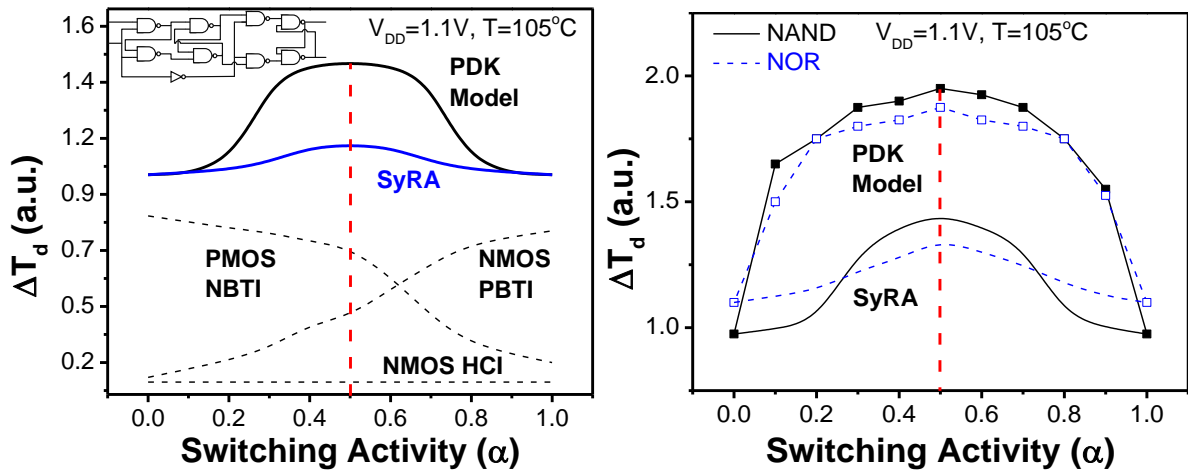 V_DD=1.1V, T=105°C
1.6
1.4
1.2
0.9
0.7
0.5
0.2
ΔT_d (a.u.)
PDK
Model
SyRA
PMOS
NBTI
NMOS
PBTI
NMOS HCI
0.0 0.2 0.4 0.6 0.8 1.0
Switching Activity (α)
NAND
NOR
V_DD=1.1V, T=105°C
2.0
1.5
1.0
ΔT_d (a.u.)
PDK
Model
SyRA
0.0 0.2 0.4 0.6 0.8 1.0
Switching Activity (α)